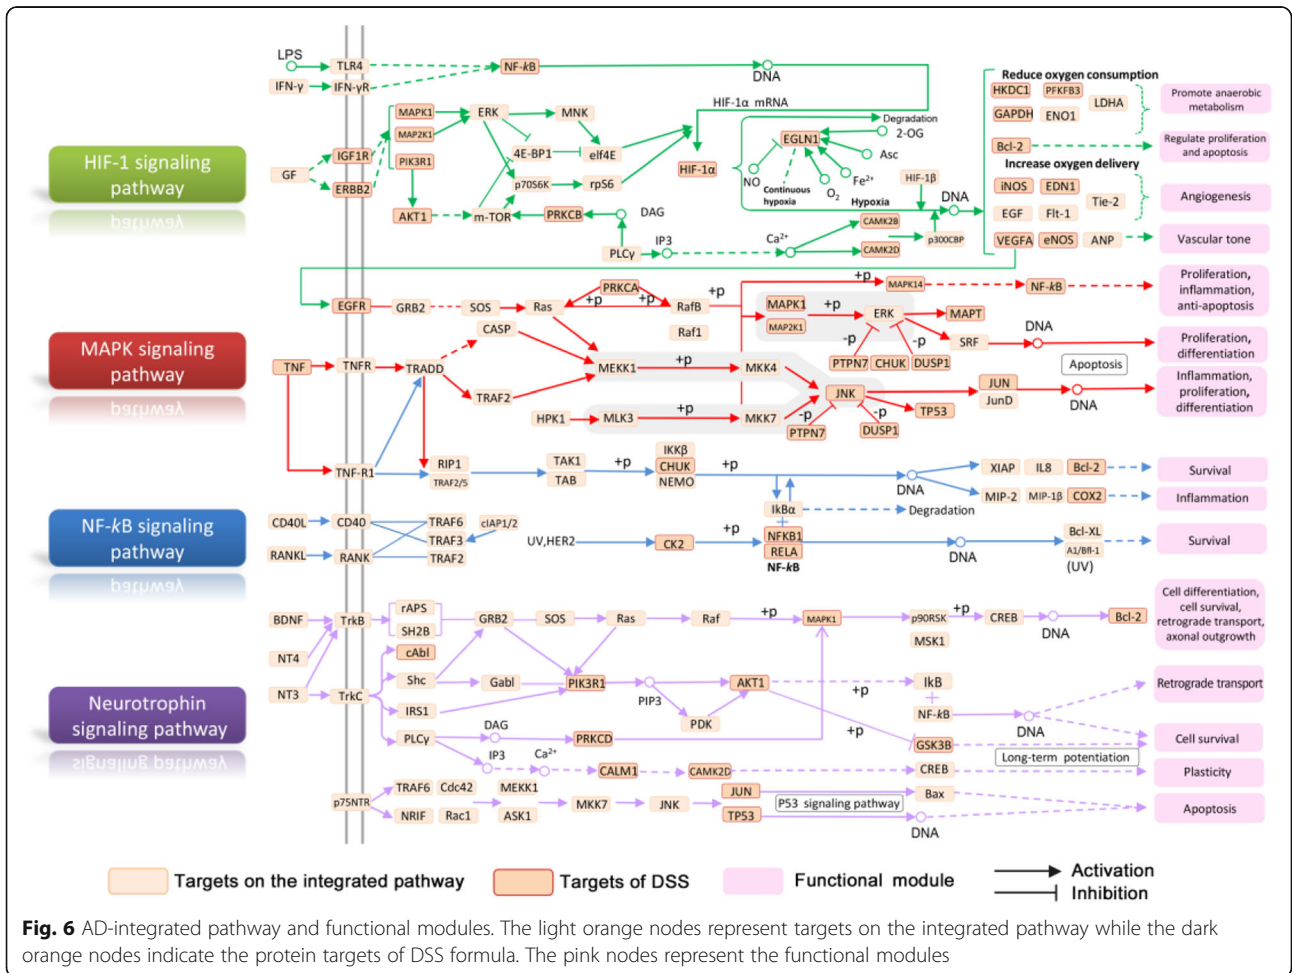 LPS
TLR4
NF-kB
DNA
IFN-γ
IFN-γR
HIF-1α mRNA
MAPK1
ERK
MNK
MAP2K1
4E-BP1
elf4E
PIK3R1
GF
IGF1R
ERBB2
p70S6K
rpS6
AKT1
m-TOR
PRKCB
DAG
PLCγ
IP3
Ca2+
HIF-1α
Degradation
EGLN1
2-OG
Asc
NO
Fe2+
O2
Continuous
hypoxia
Hypoxia
HIF-1β
DNA
CAMK2B
CAMK2D
p300CBP
Reduce oxygen consumption
HKDC1
PFKFB3
LDHA
GAPDH
ENO1
Bcl-2
Increase oxygen delivery
iNOS
EDN1
Tie-2
EGF
Flt-1
VEGFA
eNOS
ANP
Promote anaerobic
metabolism
Regulate proliferation
and apoptosis
Angiogenesis
Vascular tone
HIF-1 signaling
pathway
EGFR
GRB2
SOS
Ras
PRKCA
+p
+p
RafB
+p
Raf1
+p
MAPK14
NF-kB
Proliferation,
inflammation,
anti-apoptosis
CASP
MAPK1
+p
MAP2K1
ERK
MAPT
SRF
DNA
-p
-p
PTPN7
CHUK
DUSP1
Proliferation,
differentiation
Apoptosis
MAPK signaling
pathway
TNF
TNFR
TRADD
TRAF2
MEKK1
+p
MKK4
HPK1
MLK3
+p
MKK7
JNK
-p
-p
PTPN7
DUSP1
TP53
JUN
JunD
DNA
Inflammation,
proliferation,
differentiation
TNF-R1
RIP1
TRAF2/5
TAK1
TAB
+p
IKKβ
CHUK
NEMO
+p
DNA
XIAP
IL8
Bcl-2
Survival
MIP-2
MIP-1β
COX2
Inflammation
IkBα
Degradation
NF-kB signaling
pathway
CD40L
CD40
TRAF6
cIAP1/2
TRAF3
RANKL
RANK
TRAF2
UV,HER2
CK2
+p
NFKB1
RELA
NF-kB
DNA
Bcl-XL
A1/Bfl-1
(UV)
Survival
BDNF
TrkB
rAPS
SH2B
GRB2
SOS
Ras
Raf
+p
MAPK1
p90RSK
+p
MSK1
CREB
DNA
Bcl-2
Cell differentiation,
cell survival,
retrograde transport,
axonal outgrowth
NT4
NT3
TrkC
cAbl
Shc
Gabl
IRS1
PLCγ
PIK3R1
PIP3
PDK
AKT1
+p
+p
IkB
NF-kB
DNA
Retrograde transport
GSK3B
Cell survival
Long-term potentiation
DAG
PRKCD
IP3
Ca2+
CALM1
CAMK2D
CREB
Plasticity
Neurotrophin
signaling pathway
p75NTR
TRAF6
Cdc42
MEKK1
NRIF
Rac1
ASK1
MKK7
JNK
JUN
TP53
P53 signaling pathway
Bax
DNA
Apoptosis
Targets on the integrated pathway
Targets of DSS
Functional module
Activation
Inhibition
Fig. 6 AD-integrated pathway and functional modules. The light orange nodes represent targets on the integrated pathway while the dark
orange nodes indicate the protein targets of DSS formula. The pink nodes represent the functional modules